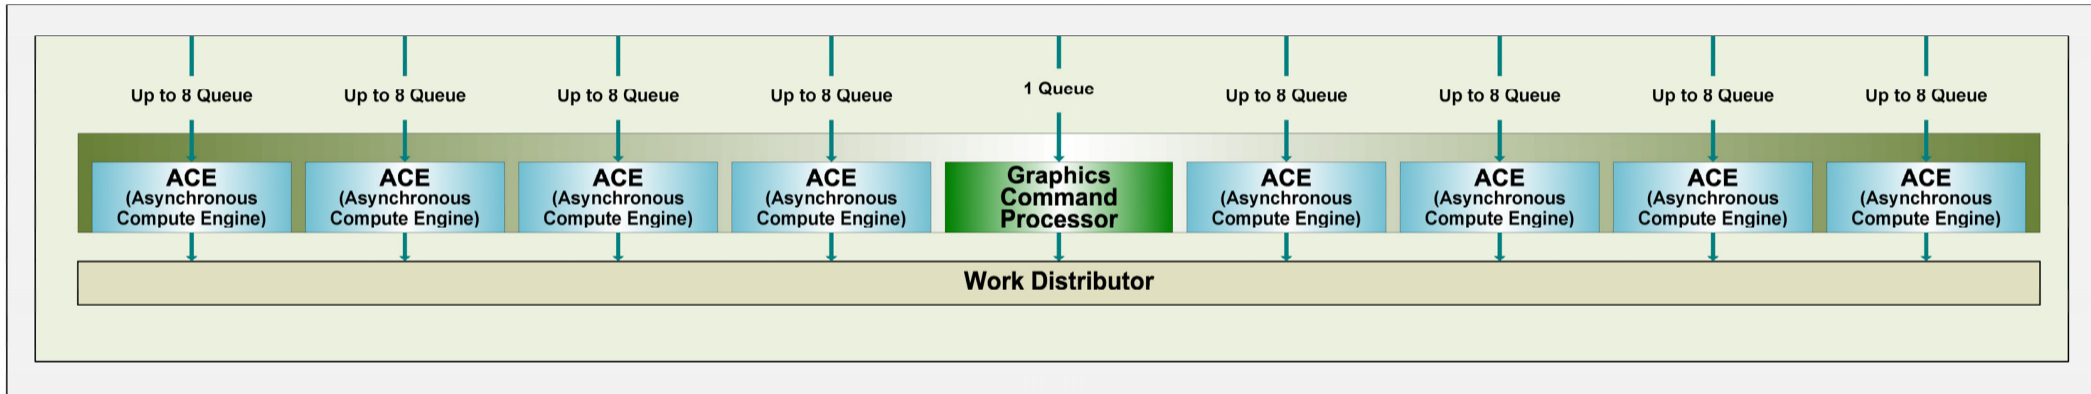 Up to 8 Queue
Up to 8 Queue
Up to 8 Queue
Up to 8 Queue
1 Queue
Up to 8 Queue
Up to 8 Queue
Up to 8 Queue
Up to 8 Queue
ACE
(Asynchronous
Compute Engine)
ACE
(Asynchronous
Compute Engine)
ACE
(Asynchronous
Compute Engine)
ACE
(Asynchronous
Compute Engine)
Graphics
Command
Processor
ACE
(Asynchronous
Compute Engine)
ACE
(Asynchronous
Compute Engine)
ACE
(Asynchronous
Compute Engine)
ACE
(Asynchronous
Compute Engine)
Work Distributor